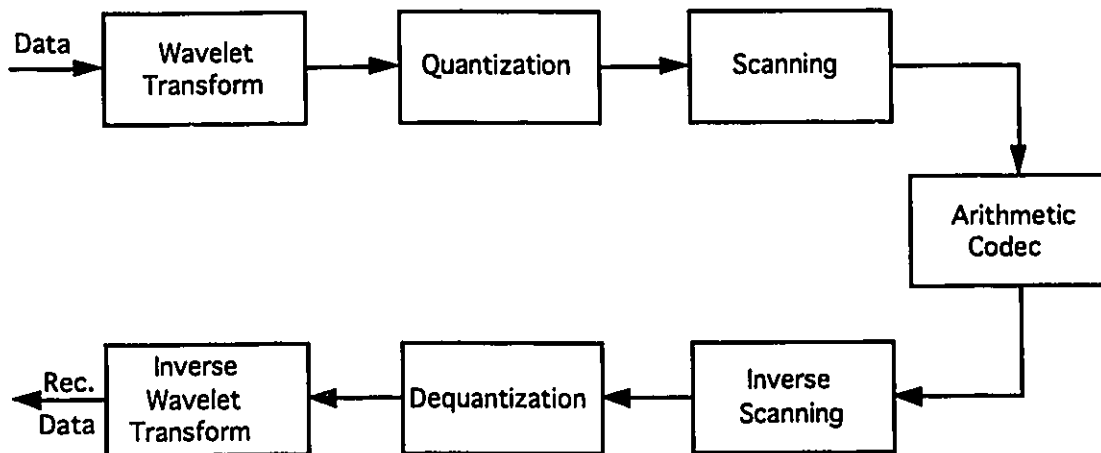 Data
Wavelet
Transform
Quantization
Scanning
Arithmetic
Codec
Inverse
Scanning
Dequantization
Inverse
Wavelet
Transform
Rec.
Data